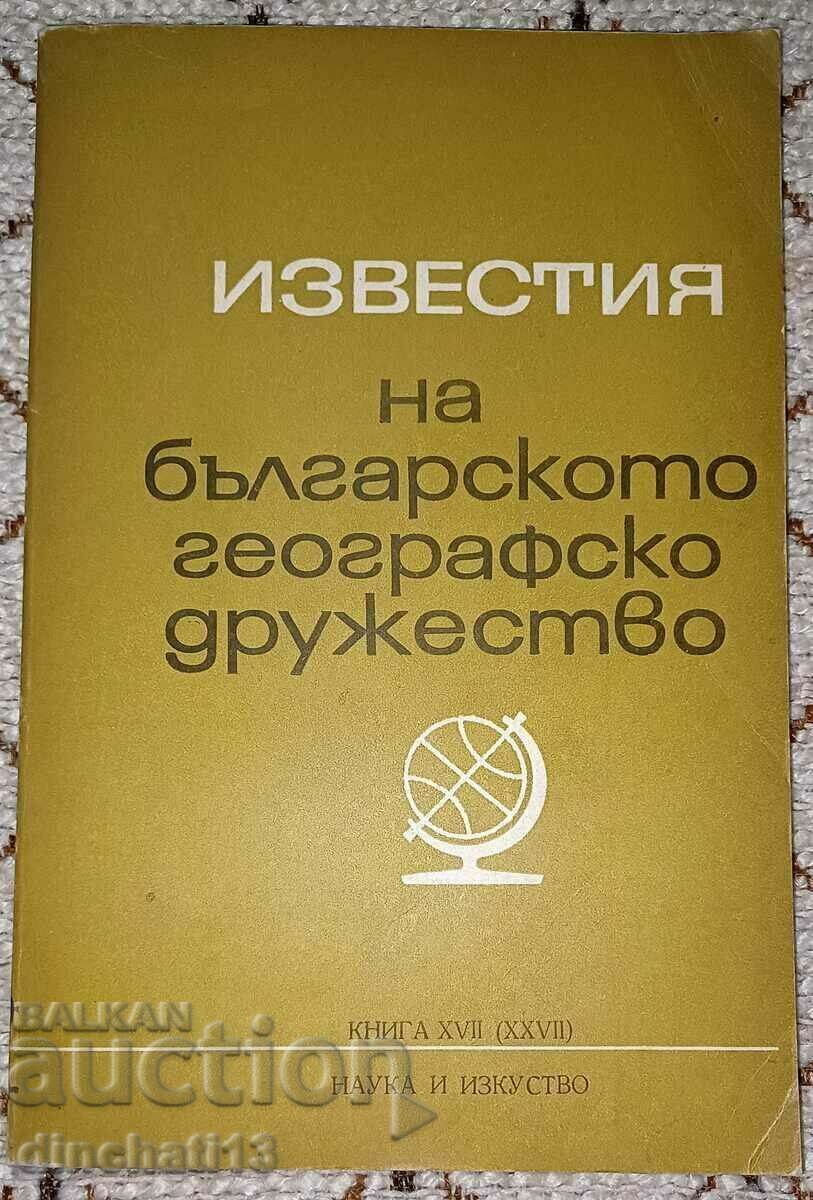 ИЗВЕСТИЯ
на
българското
географско
дружество
КНИГА XVII (XXVII)
НАУКА И ИЗКУСТВО
BALKAN
auction
dinchati13